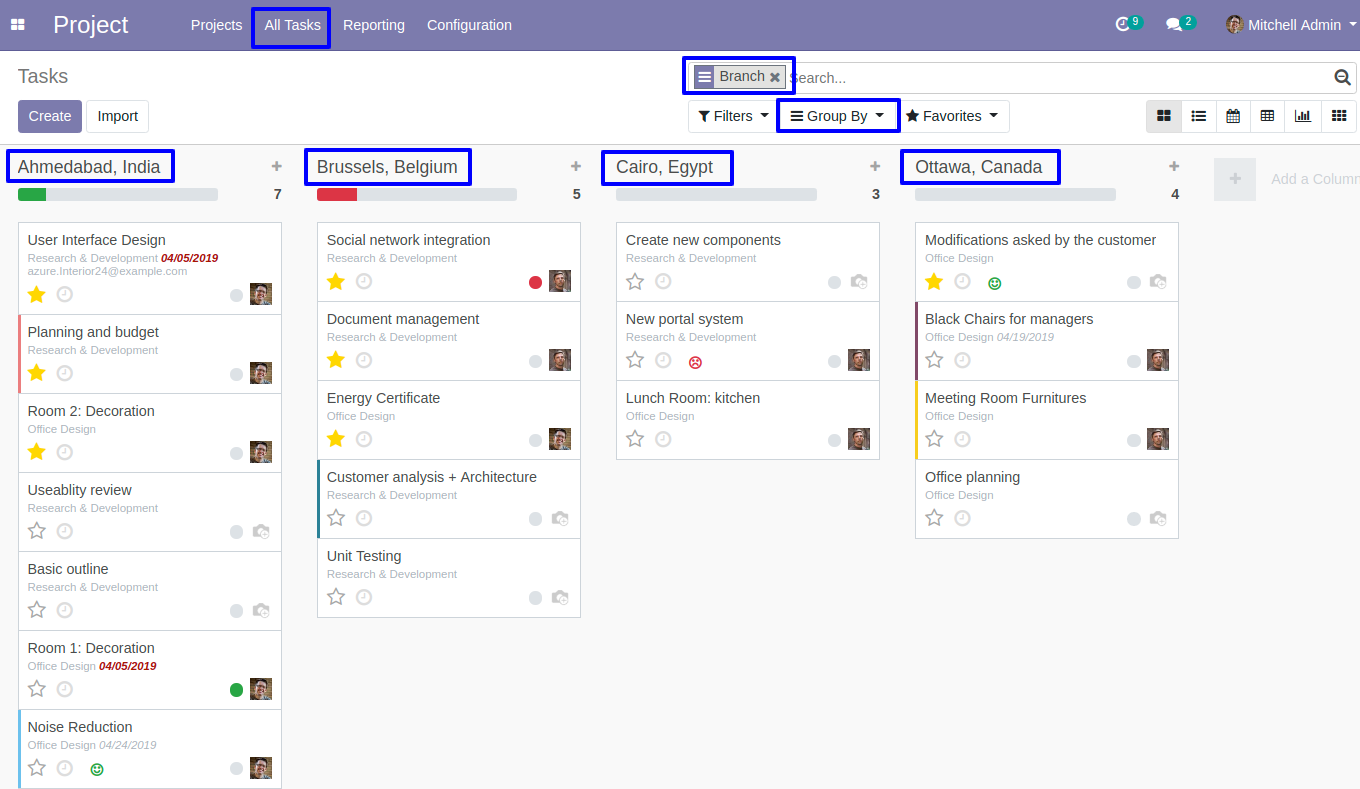 Project Projects All Tasks Reporting Configuration 9 2 Mitchell Admin
Tasks
Branch Search...
Create Import
Filters Group By Favorites
Ahmedabad, India
7
User Interface Design
Research & Development 04/05/2019
azure.Interior24@example.com
Planning and budget
Research & Development
Room 2: Decoration
Office Design
Useablity review
Research & Development
Basic outline
Research & Development
Room 1: Decoration
Office Design 04/05/2019
Noise Reduction
Office Design 04/24/2019
Brussels, Belgium
5
Social network integration
Research & Development
Document management
Research & Development
Energy Certificate
Office Design
Customer analysis + Architecture
Research & Development
Unit Testing
Research & Development
Cairo, Egypt
3
Create new components
Research & Development
New portal system
Research & Development
Lunch Room: kitchen
Office Design
Ottawa, Canada
4
Modifications asked by the customer
Office Design
Black Chairs for managers
Office Design 04/19/2019
Meeting Room Furnitures
Office Design
Office planning
Office Design
Add a Column